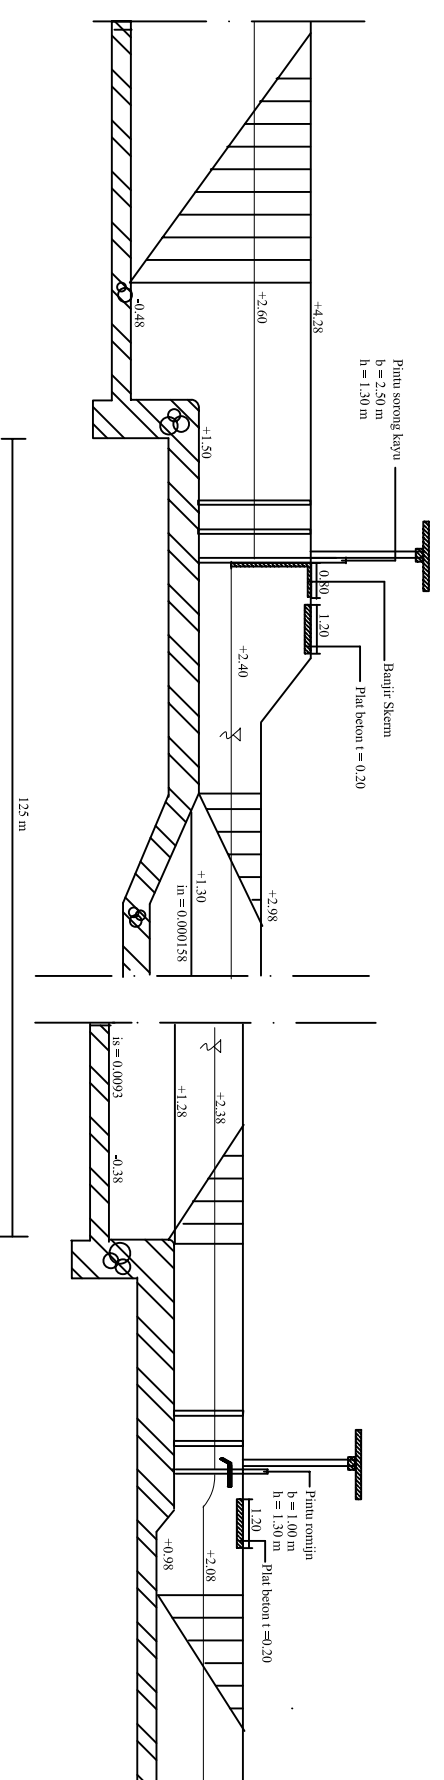 +4.28
+2.60
-0.48
Pintu sorong kayu
b = 2.50 m
h = 1.30 m
+1.50
0.80
1.20
Banjir Skerm
Plat beton t = 0.20
+2.40
+2.98
+1.30
in = 0.000158
125 m
is = 0.0093
-0.38
+1.28
+2.38
Pintu romijn
b = 1.00 m
h = 1.30 m
1.20
Plat beton t =0.20
+2.08
+0.98